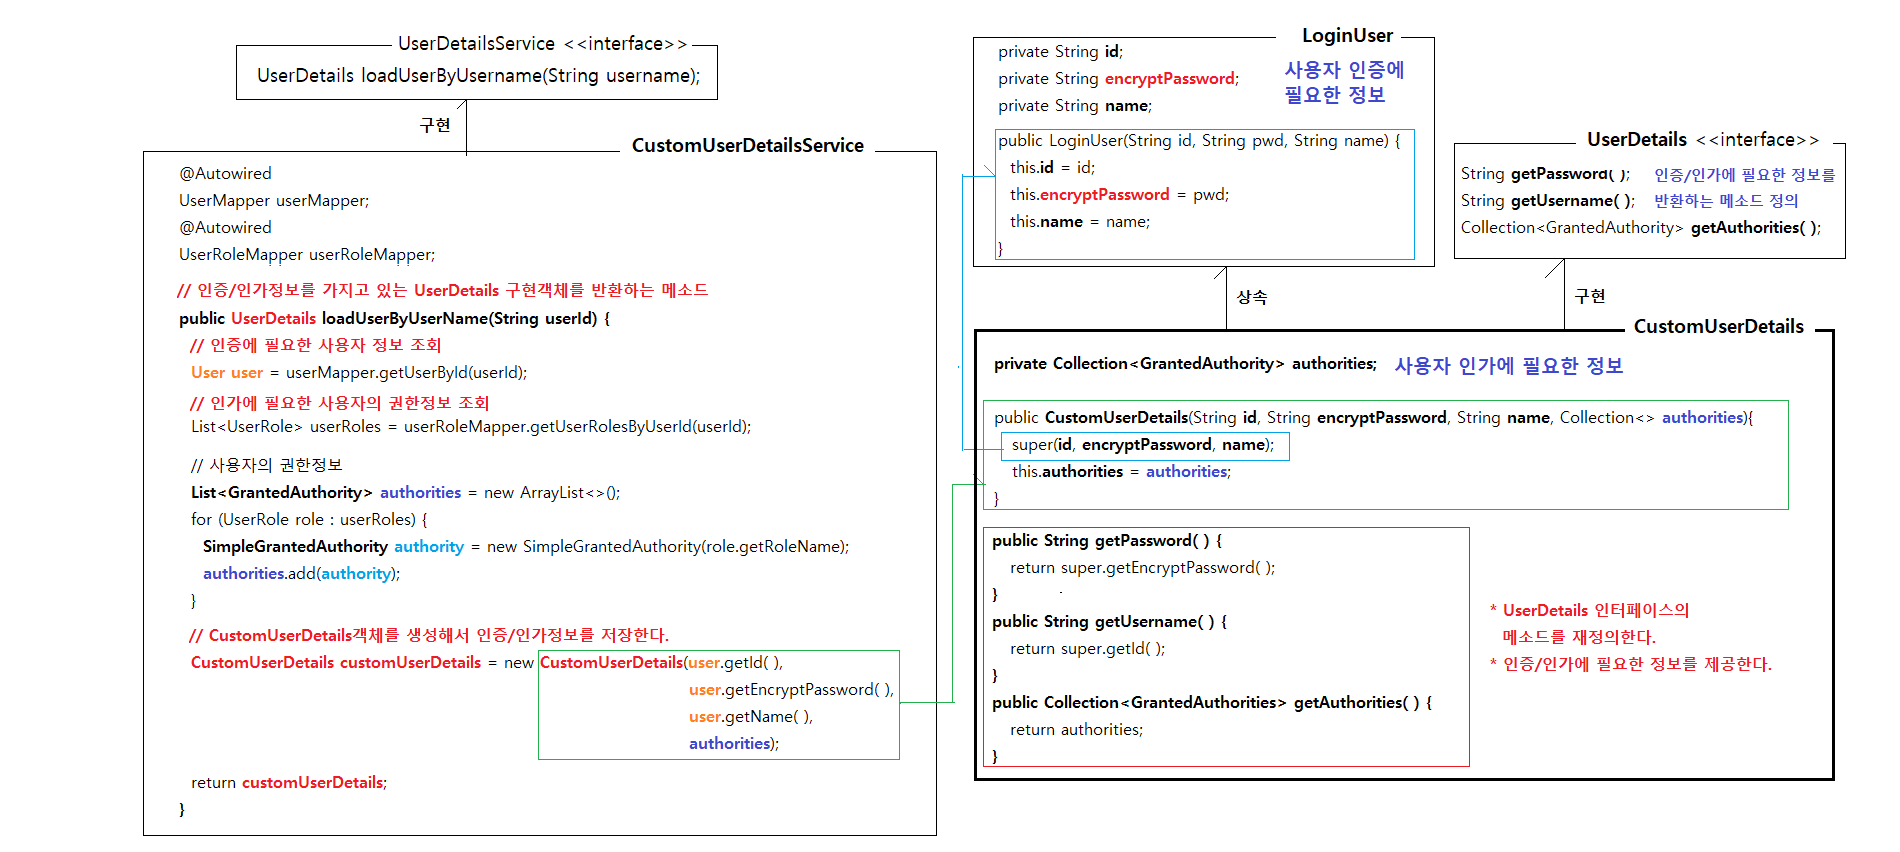 UserDetailsService <<interface>>
UserDetails loadUserByUsername(String username);
구현
CustomUserDetailsService
@Autowired
UserMapper userMapper;
@Autowired
UserRoleMapper userRoleMapper;
// 인증/인가정보를 가지고 있는 UserDetails 구현객체를 반환하는 메소드
public UserDetails loadUserByUserName(String userId) {
// 인증에 필요한 사용자 정보 조회
User user = userMapper.getUserById(userId);
// 인가에 필요한 사용자의 권한정보 조회
List<UserRole> userRoles = userRoleMapper.getUserRolesByUserId(userId);
// 사용자의 권한정보
List<GrantedAuthority> authorities = new ArrayList<>();
for (UserRole role : userRoles) {
SimpleGrantedAuthority authority = new SimpleGrantedAuthority(role.getRoleName);
authorities.add(authority);
}
// CustomUserDetails객체를 생성해서 인증/인가정보를 저장한다.
CustomUserDetails customUserDetails = new CustomUserDetails(user.getId( ),
user.getEncryptPassword( ),
user.getName( ),
authorities);
return customUserDetails;
}
LoginUser
private String id;
private String encryptPassword;
private String name;
사용자 인증에
필요한 정보
public LoginUser(String id, String pwd, String name) {
this.id = id;
this.encryptPassword = pwd;
this.name = name;
}
상속
UserDetails <<interface>>
String getPassword( ); 인증/인가에 필요한 정보를
String getUsername( ); 반환하는 메소드 정의
Collection<GrantedAuthority> getAuthorities( );
구현
CustomUserDetails
private Collection<GrantedAuthority> authorities; 사용자 인가에 필요한 정보
public CustomUserDetails(String id, String encryptPassword, String name, Collection<> authorities){
super(id, encryptPassword, name);
this.authorities = authorities;
}
public String getPassword( ) {
return super.getEncryptPassword( );
}
public String getUsername( ) {
return super.getId( );
}
public Collection<GrantedAuthorities> getAuthorities( ) {
return authorities;
}
* UserDetails 인터페이스의
메소드를 재정의한다.
* 인증/인가에 필요한 정보를 제공한다.